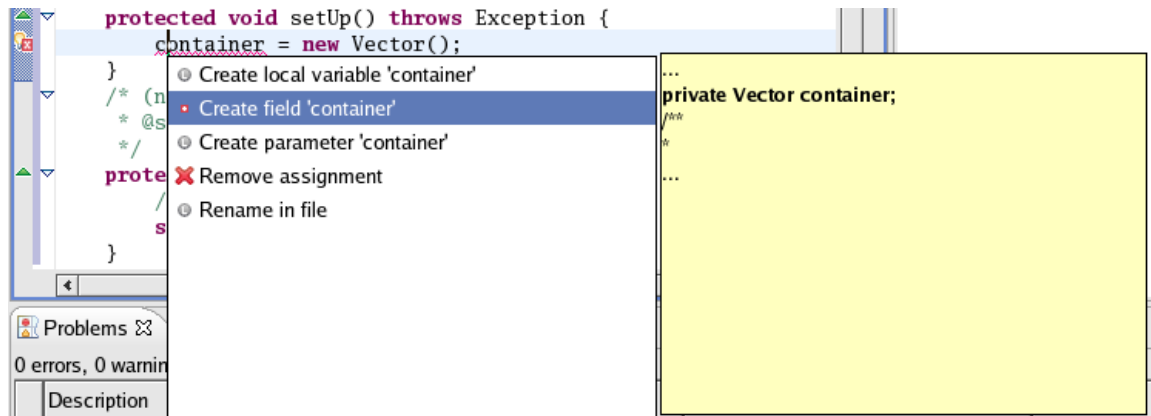 protected void setUp() throws Exception {
container = new Vector();
}
/* (n
* @s
*/
prote
/
s
}
Create local variable 'container'
Create field 'container'
Create parameter 'container'
Remove assignment
Rename in file
...
private Vector container;
/**
*
...
Problems
0 errors, 0 warnin
Description